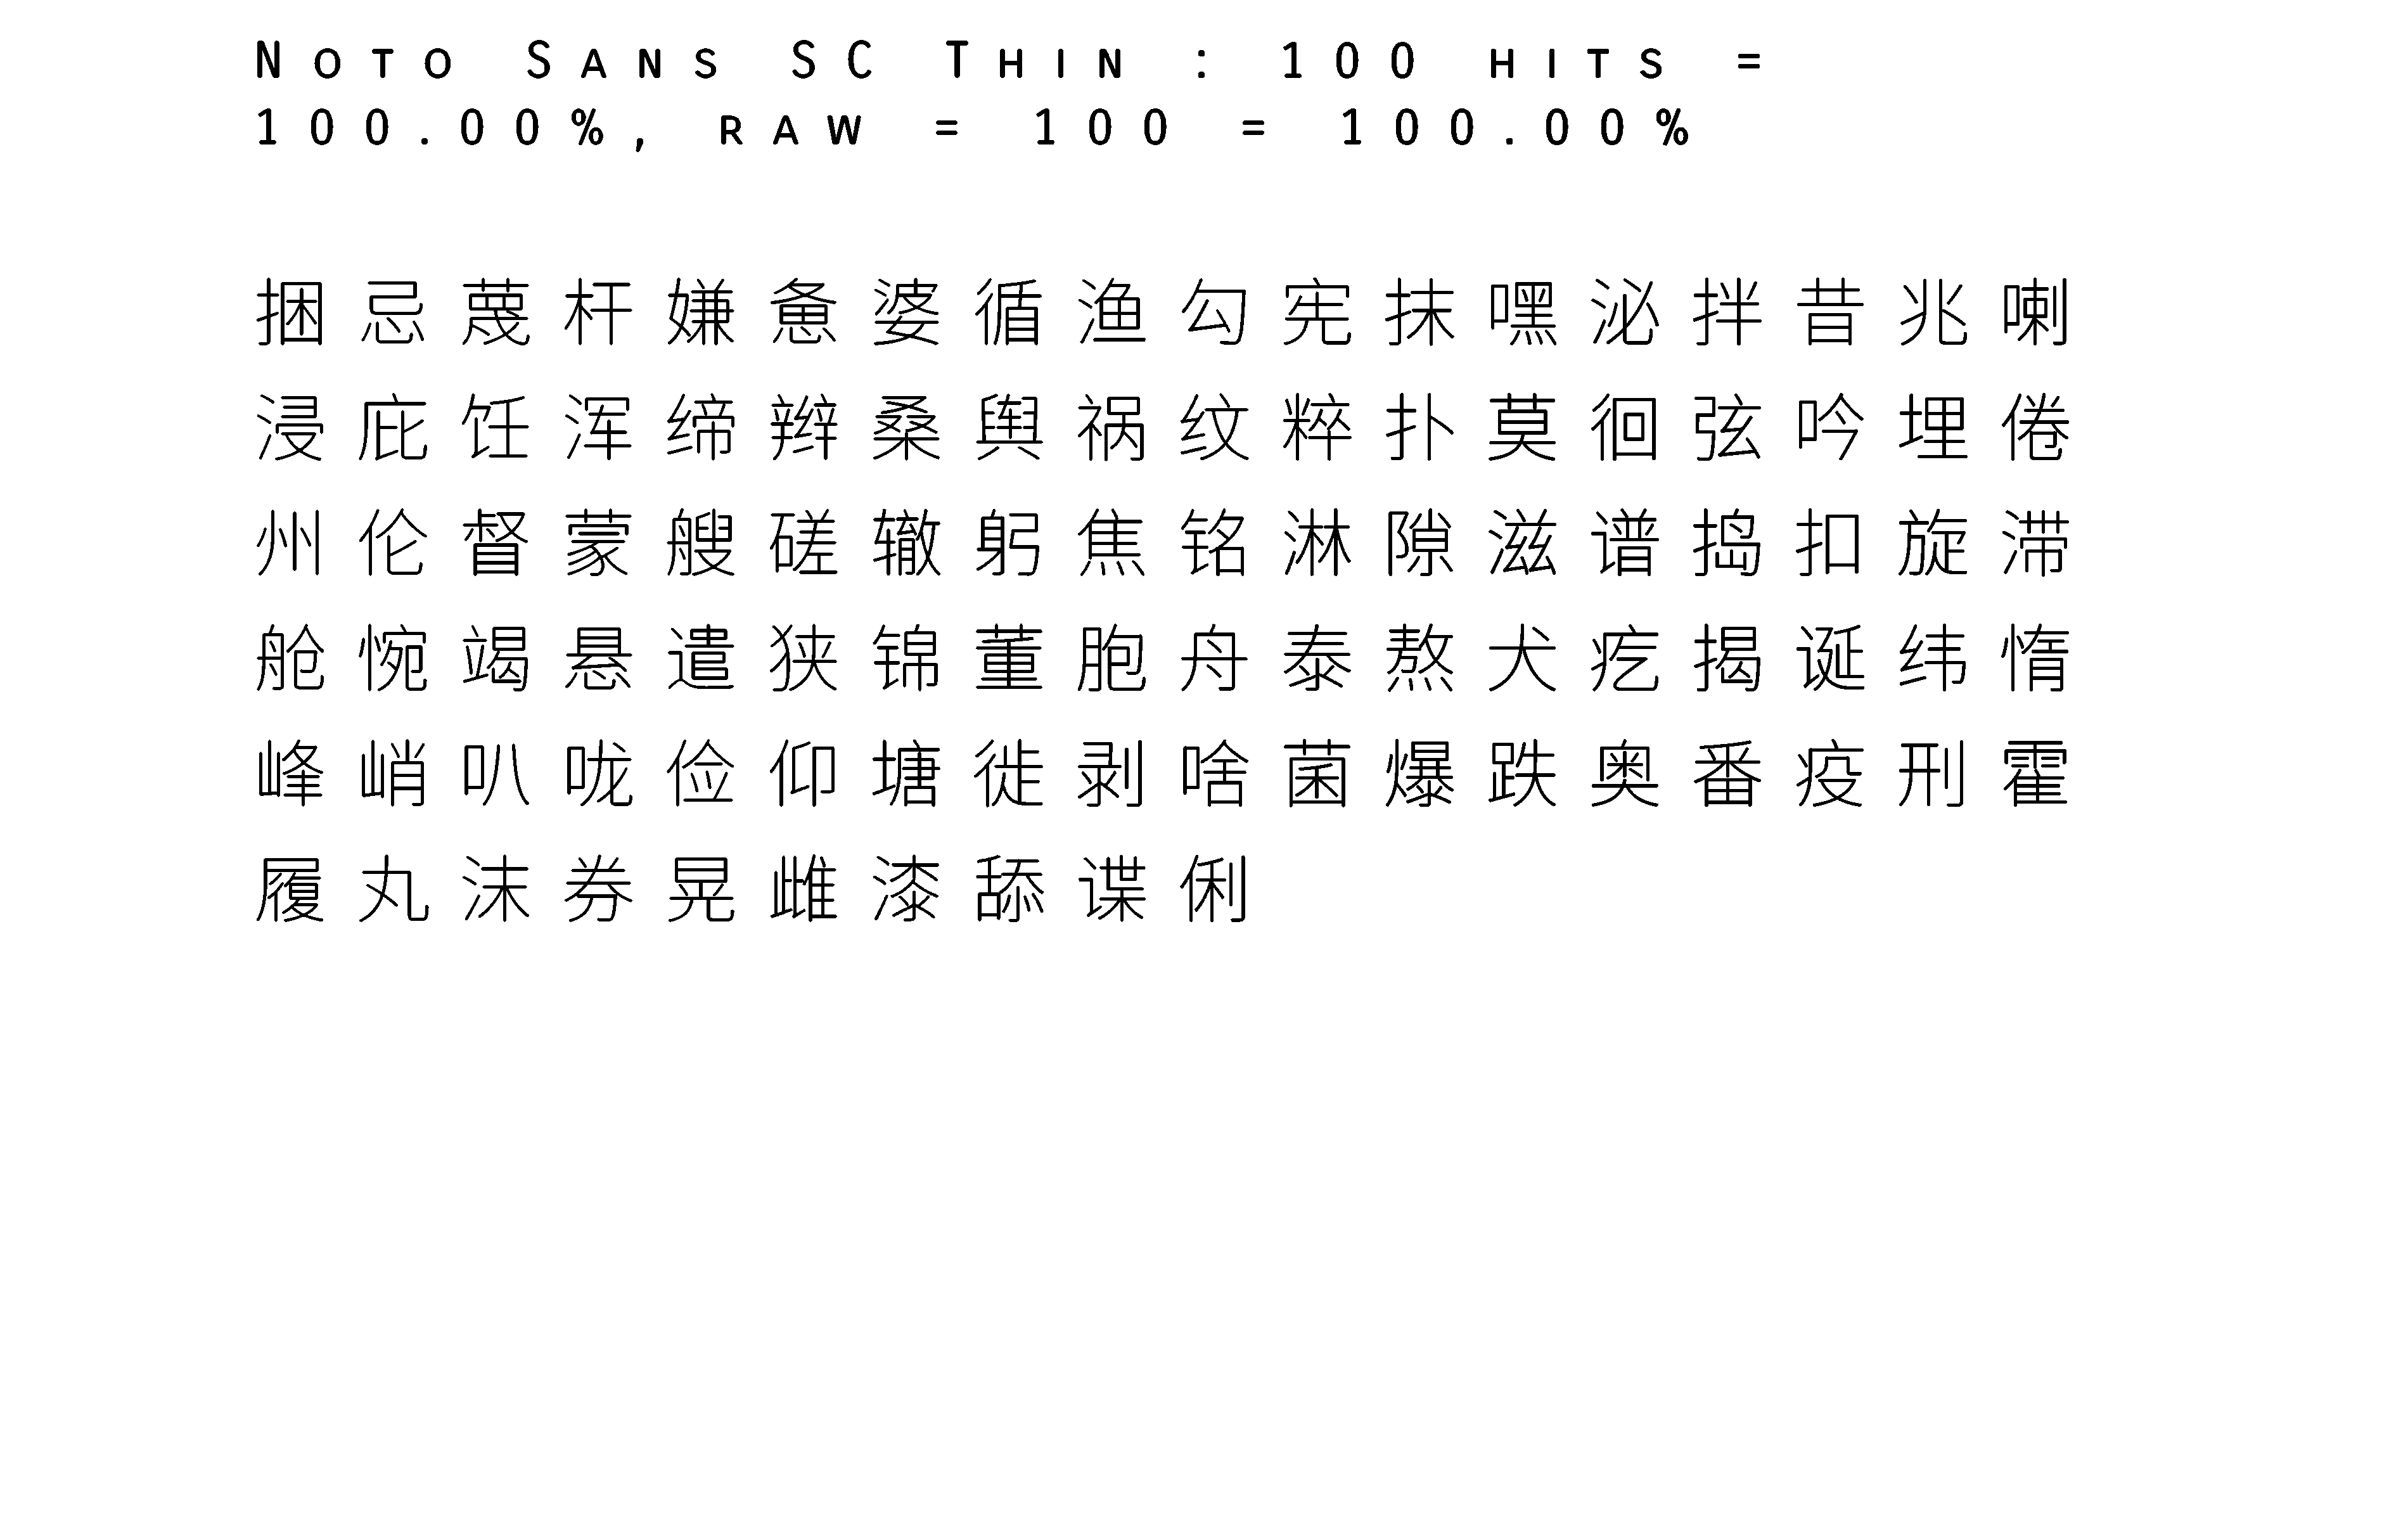 Noto Sans SC Thin : 100 hits =
100.00%, raw = 100 = 100.00%
捆忌蔑杆嫌惫婆循渔勾宪抹嘿泌拌昔兆喇
浸庇饪浑缔辫桑舆祸纹粹扑莫徊弦吟埋倦
州伦督蒙艘磋辙躬焦铭淋隙滋谱捣扣旋滞
舱惋竭悬遣狭锦董胞舟泰熬犬疙揭诞纬惰
峰峭叭咙俭仰塘徙剥啥菌爆跌奥番疫刑霍
履丸沫券晃雌漆舔谍俐